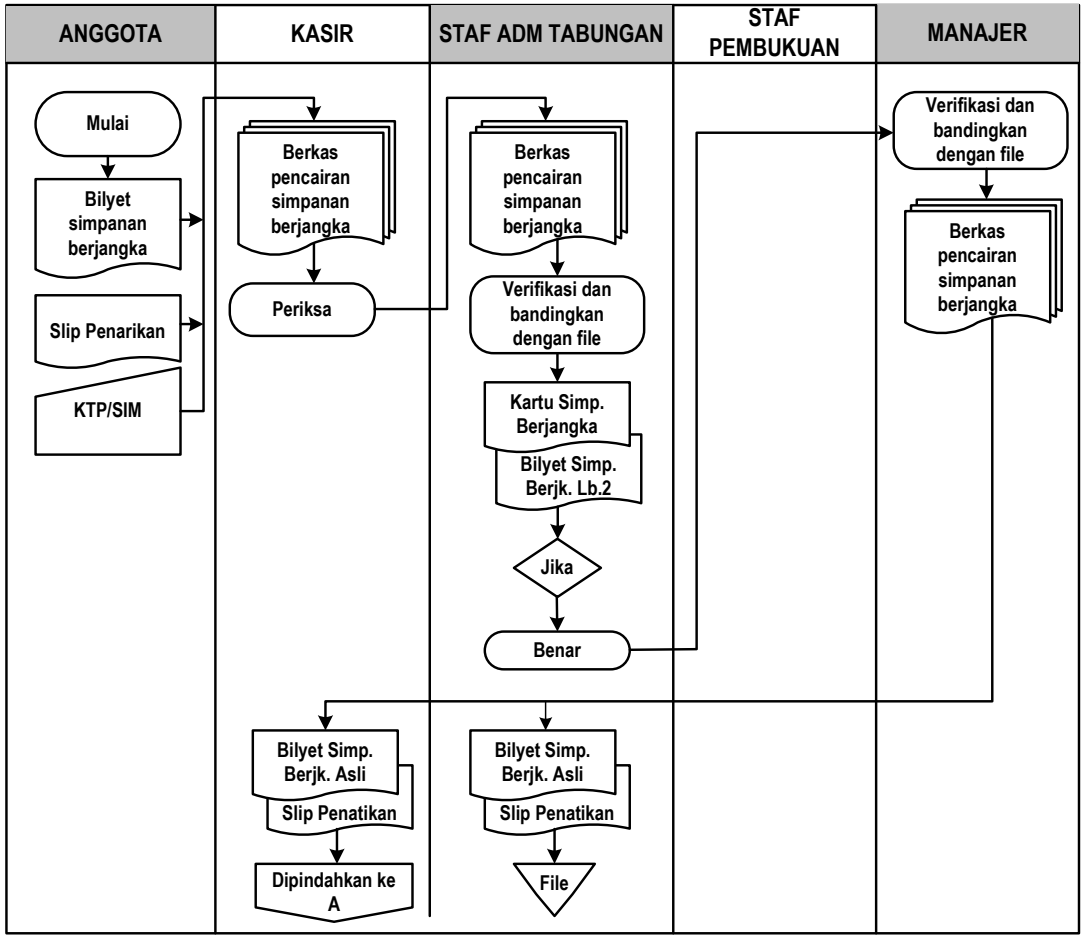 ANGGOTA
KASIR
STAF ADM TABUNGAN
STAF
PEMBUKUAN
MANAJER
Mulai
Bilyet
simpanan
berjangka
Slip Penarikan
KTP/SIM
Berkas
pencairan
simpanan
berjangka
Periksa
Berkas
pencairan
simpanan
berjangka
Verifikasi dan
bandingkan
dengan file
Kartu Simp.
Berjangka
Bilyet Simp.
Berjk. Lb.2
Jika
Benar
Verifikasi dan
bandingkan
dengan file
Berkas
pencairan
simpanan
berjangka
Bilyet Simp.
Berjk. Asli
Slip Penatikan
Dipindahkan ke
A
Bilyet Simp.
Berjk. Asli
Slip Penatikan
File